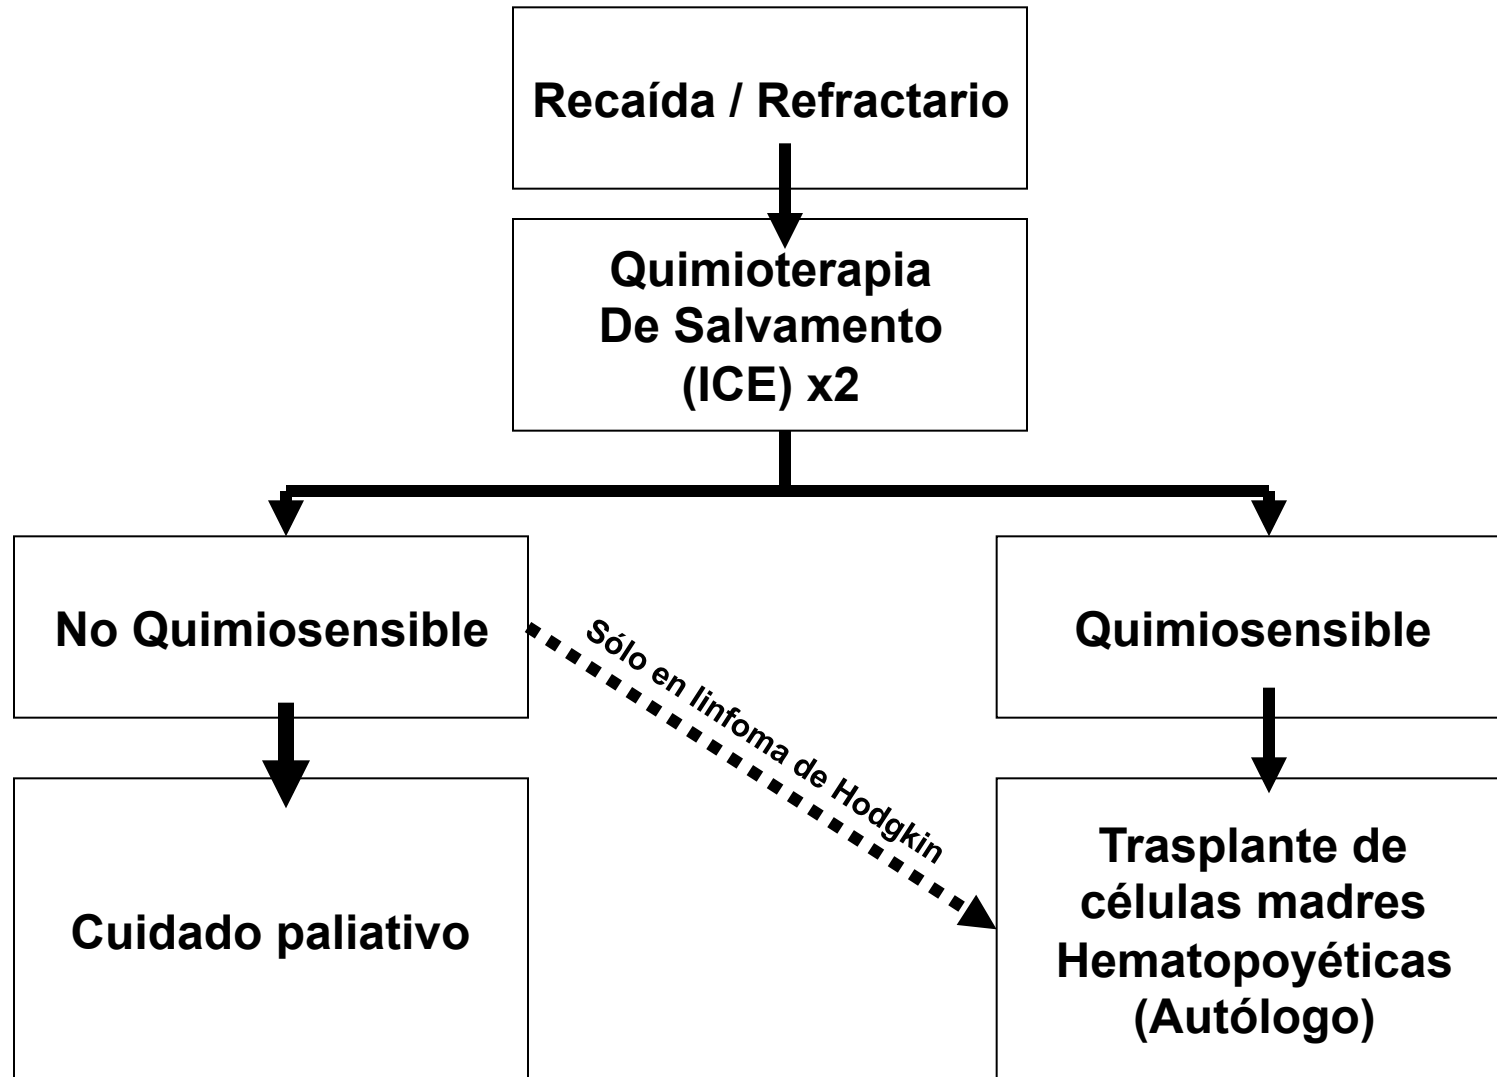 Recaída / Refractario
Quimioterapia
De Salvamento
(ICE) x2
No Quimiosensible
Sólo en linfoma de Hodgkin
Quimiosensible
Cuidado paliativo
Trasplante de
células madres
Hematopoyéticas
(Autólogo)